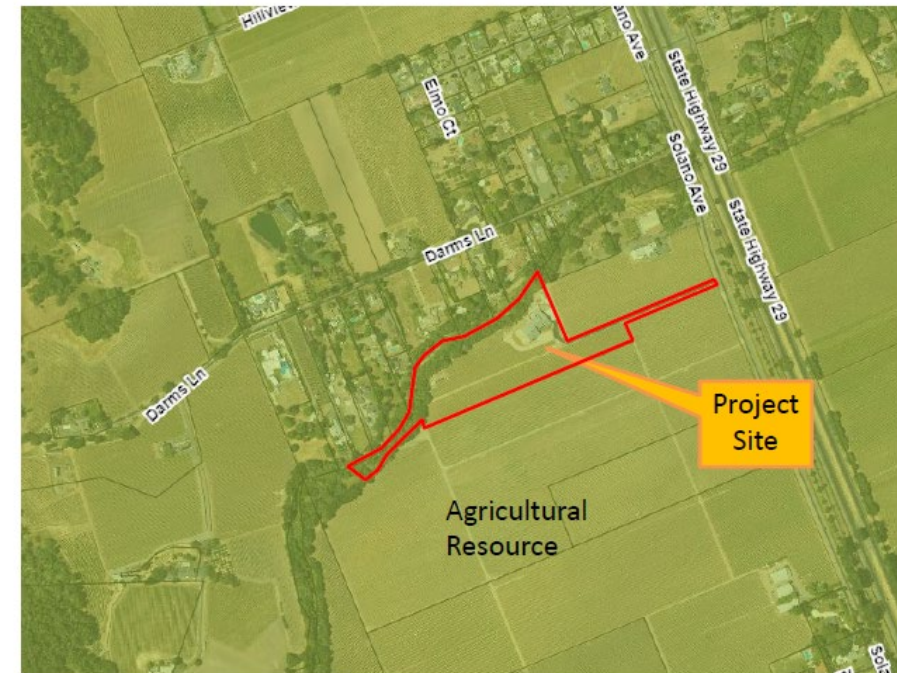 Hillview
Solano Ave
State Highway 29
Elmo Ct
Solano Ave
State Highway 29
Darms Ln
Darms Ln
Project
Site
Agricultural
Resource